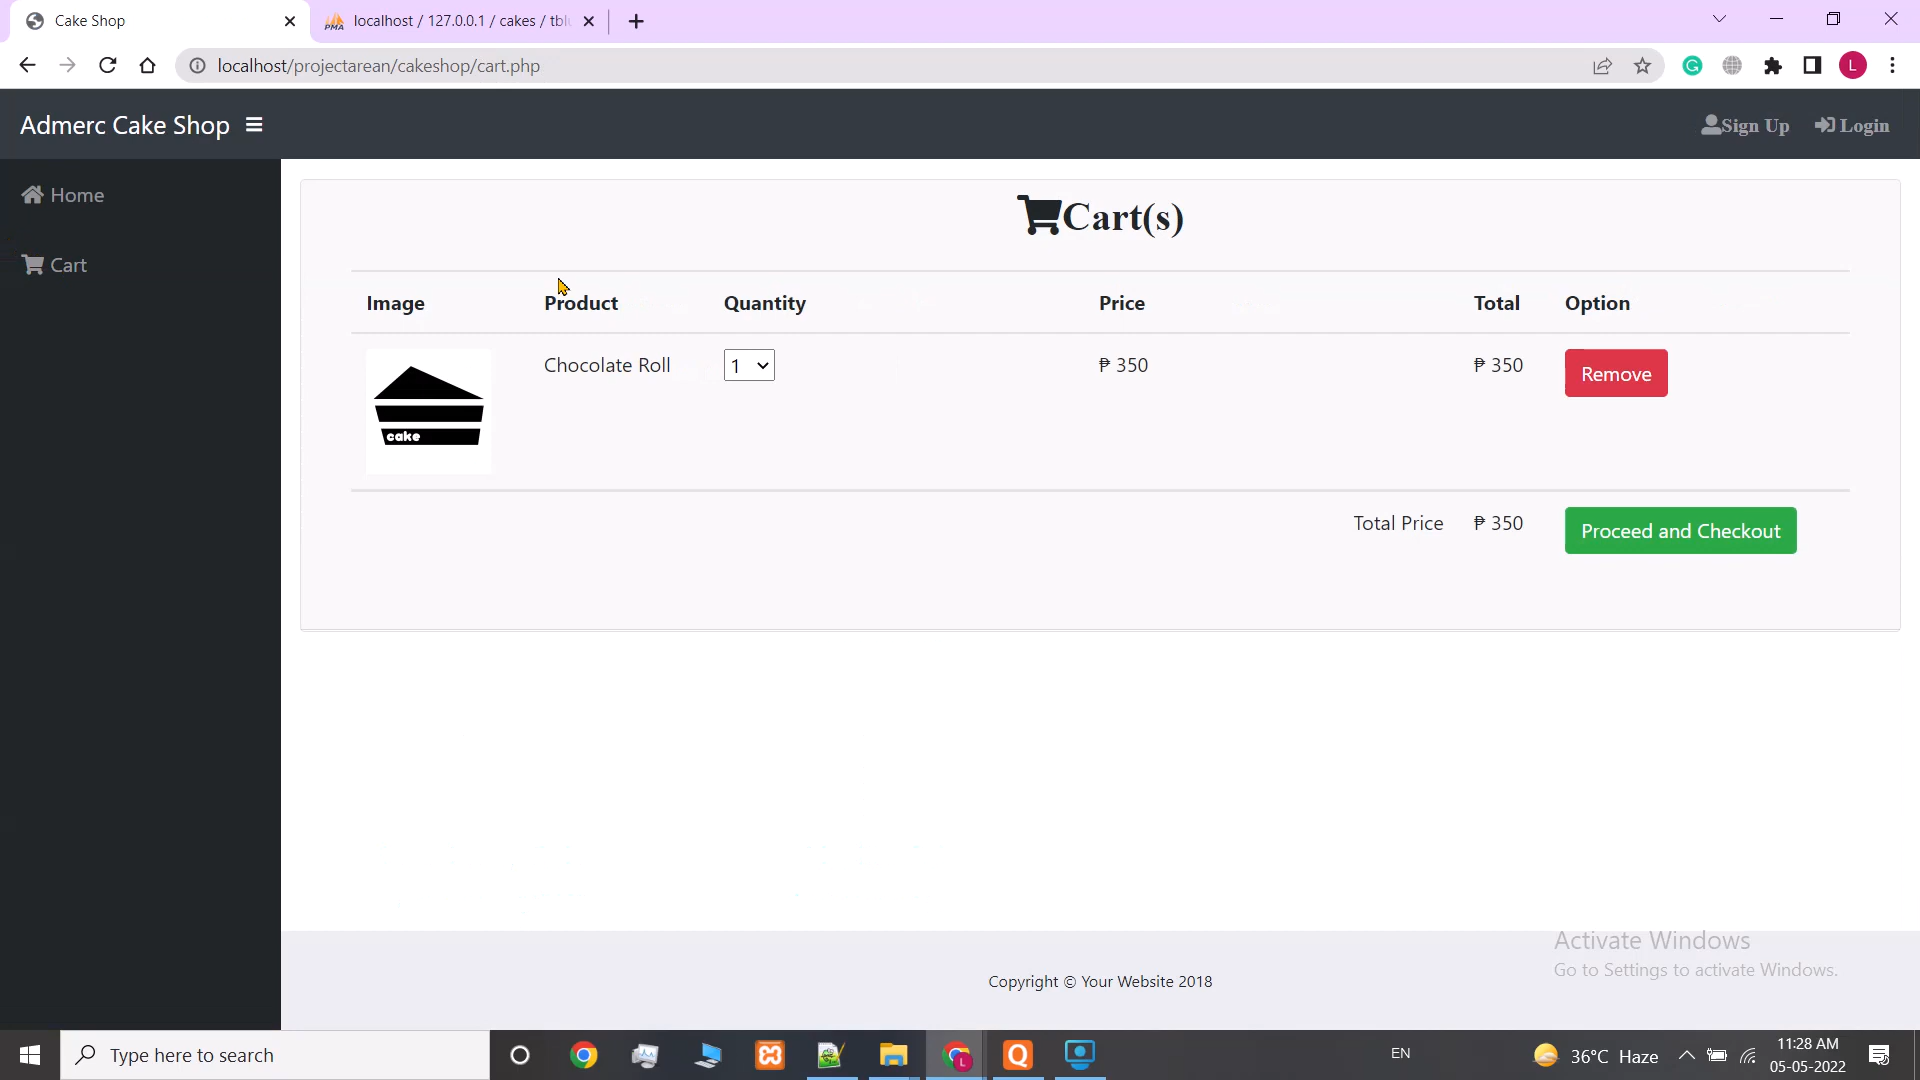 Cake Shop
localhost / 127.0.0.1 / cakes / tblu
localhost/projectarean/cakeshop/cart.php
L
Admerc Cake Shop
Sign Up
Login
Home
Cart
Cart(s)
Image Product Quantity Price Total Option
cake
Chocolate Roll 1 ₱ 350 ₱ 350 Remove
Total Price ₱ 350 Proceed and Checkout
Copyright © Your Website 2018
Activate Windows
Go to Settings to activate Windows.
Type here to search
EN
36°C Haze
11:28 AM
05-05-2022